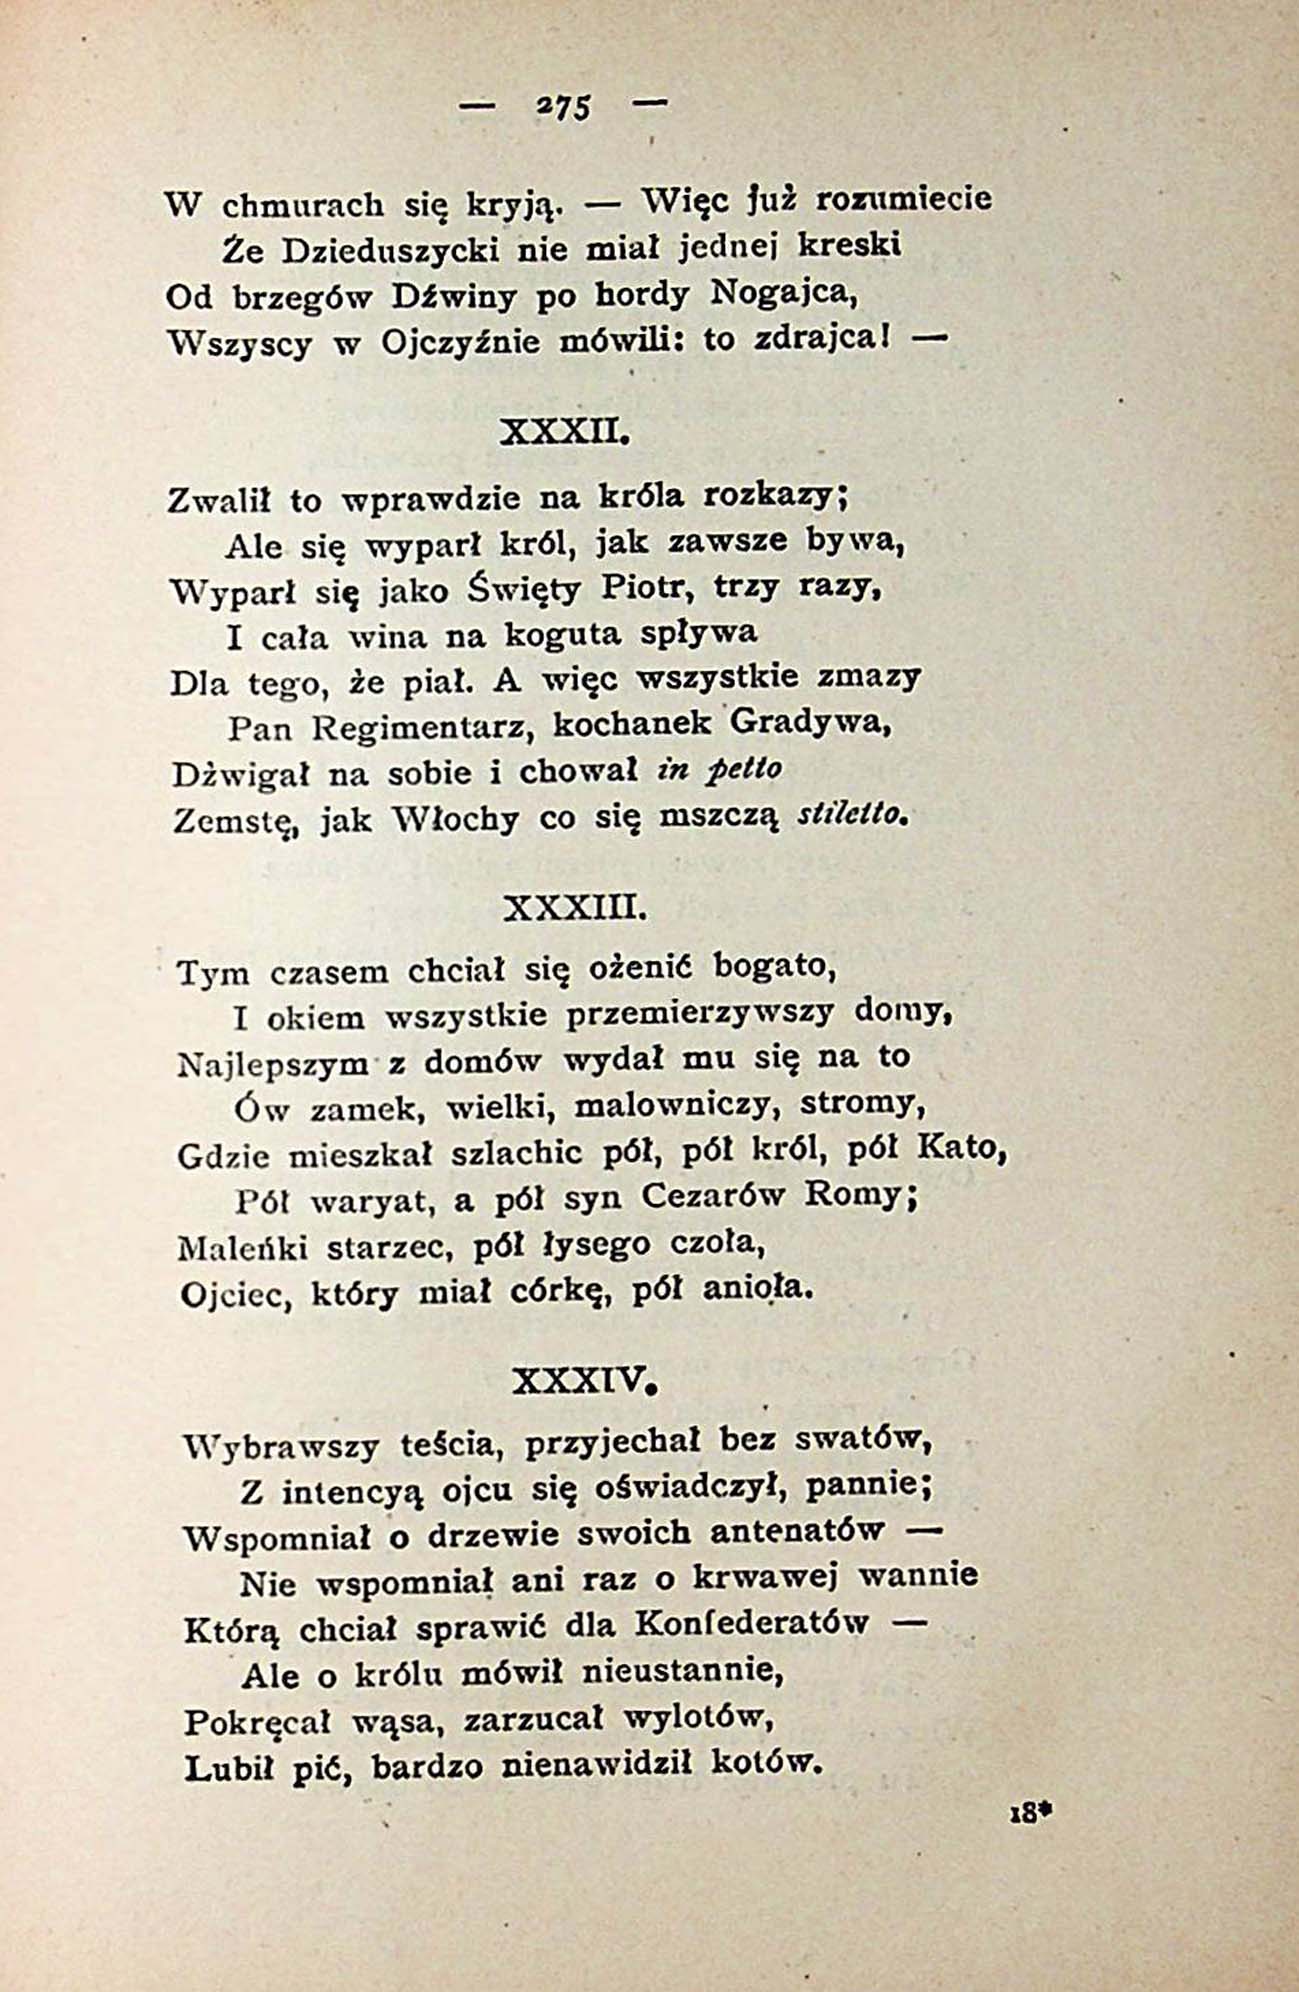 — 275 —
W chmurach się kryją. — Więc już rozumiecie
Że Dzieduszycki nie miał jednej kreski
Od brzegów Dźwiny po hordy Nogajca,
Wszyscy w Ojczyźnie mówili: to zdrajca! —
XXXII.
Zwalił to wprawdzie na króla rozkazy;
Ale się wyparł król, jak zawsze bywa,
Wyparł się jako Święty Piotr, trzy razy,
I cała wina na koguta spływa
Dla tego, że piał. A więc wszystkie zmazy
Pan Regimentarz, kochanek Gradywa,
Dżwigał na sobie i chował in petto
Zemstę, jak Włochy co się mszczą stiletto.
XXXIII.
Tym czasem chciał się ożenić bogato,
I okiem wszystkie przemierzywszy domy,
Najlepszym z domów wydał mu się na to
Ów zamek, wielki, malowniczy, stromy,
Gdzie mieszkał szlachic pół, pół król, pół Kato,
Pół waryat, a pół syn Cezarów Romy;
Maleńki starzec, pół łysego czoła,
Ojciec, który miał córkę, pół anioła.
XXXIV.
Wybrawszy teścia, przyjechał bez swatów,
Z intencyą ojcu się oświadczył, pannie;
Wspomniał o drzewie swoich antenatów —
Nie wspomniał ani raz o krwawej wannie
Którą chciał sprawić dla Konfederatów —
Ale o królu mówił nieustannie,
Pokręcał wąsa, zarzucał wylotów,
Lubił pić, bardzo nienawidził kotów.
18*